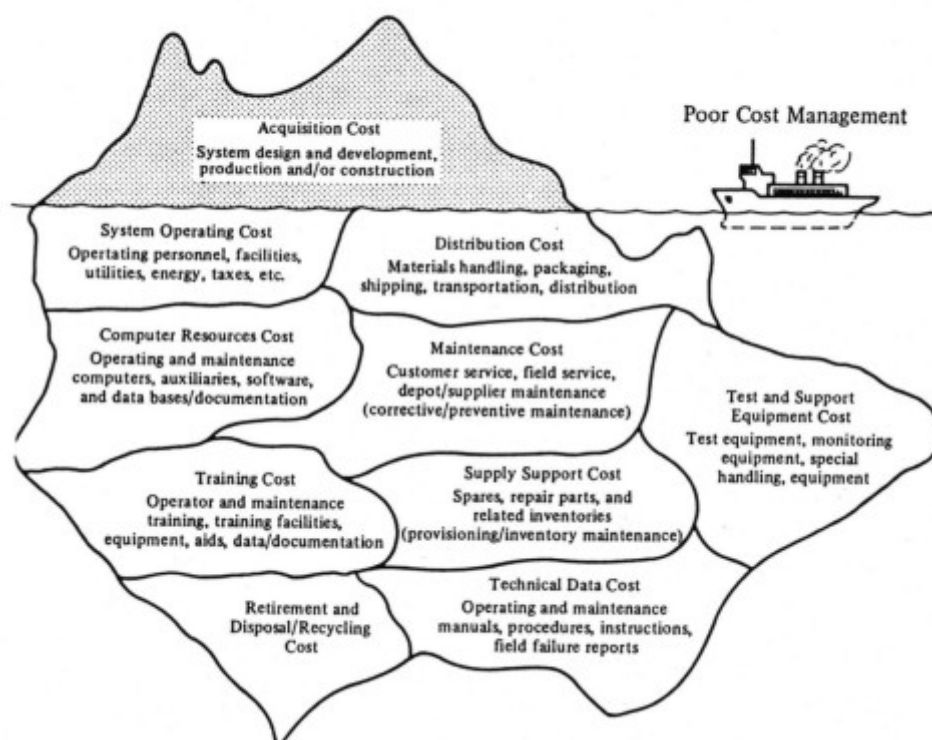 Poor Cost Management
Acquisition Cost
System design and development,
production and/or construction
System Operating Cost
Opertating personnel, facilities,
utilities, energy, taxes, etc.
Distribution Cost
Materials handling, packaging,
shipping, transportation, distribution
Computer Resources Cost
Operating and maintenance
computers, auxiliaries, software,
and data bases/documentation
Maintenance Cost
Customer service, field service,
depot/supplier maintenance
(corrective/preventive maintenance)
Test and Support
Equipment Cost
Test equipment, monitoring
equipment, special
handling, equipment
Training Cost
Operator and maintenance
training, training facilities,
equipment, aids, data/documentation
Supply Support Cost
Spares, repair parts, and
related inventories
(provisioning/inventory maintenance)
Retirement and
Disposal/Recycling
Cost
Technical Data Cost
Operating and maintenance
manuals, procedures, instructions,
field failure reports